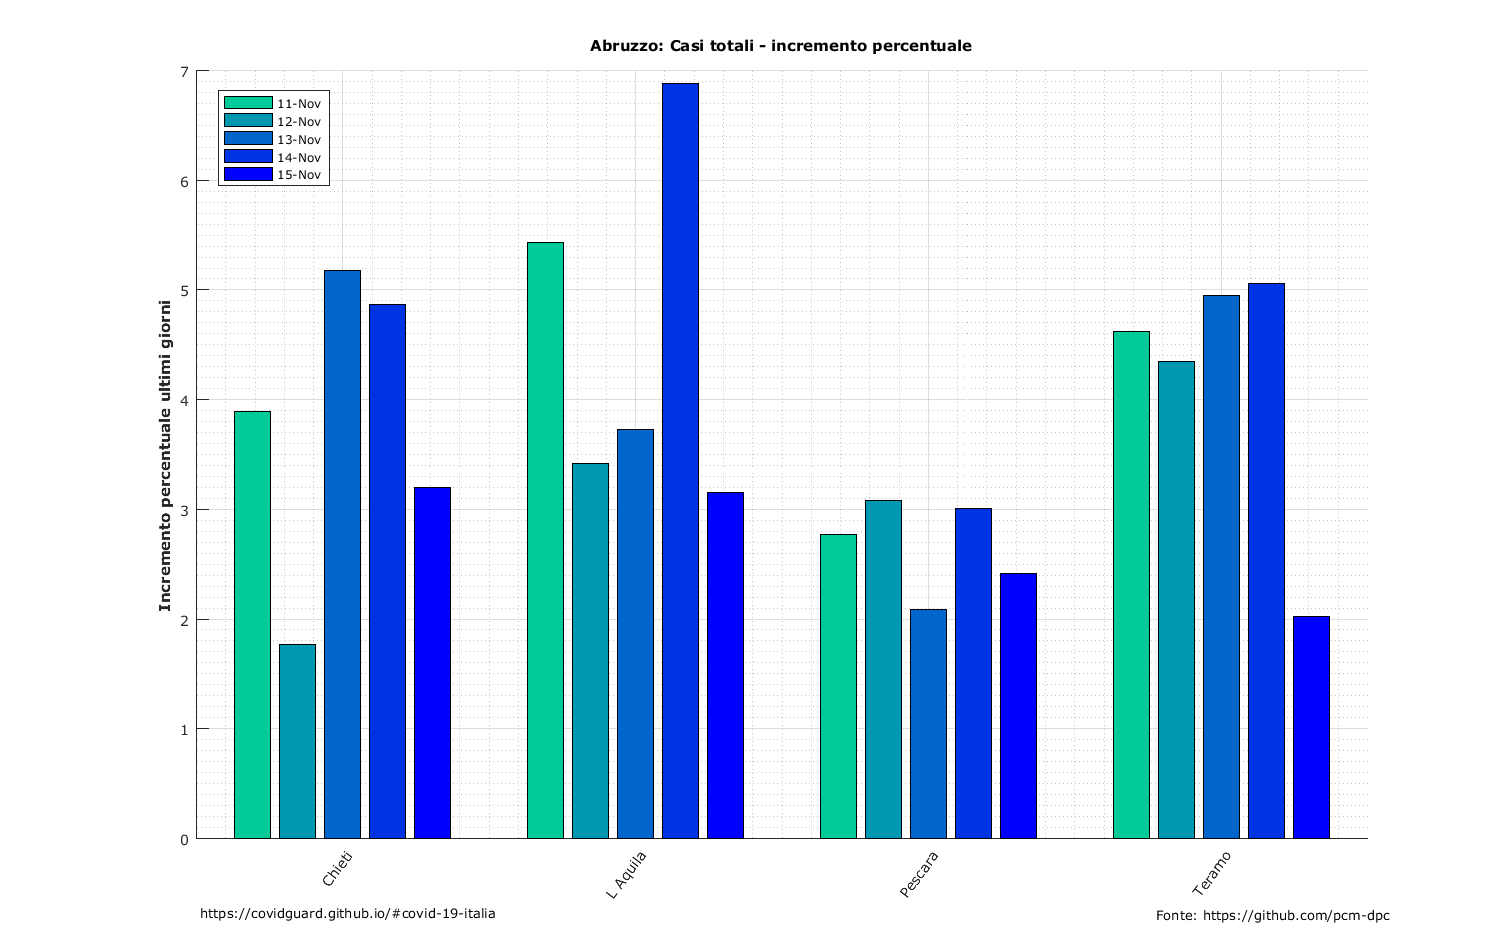 Abruzzo: Casi totali - incremento percentuale
11-Nov
12-Nov
13-Nov
14-Nov
15-Nov
Incremento percentuale ultimi giorni
7
6
5
4
3
2
1
0
Chieti
L Aquila
Pescara
Teramo
https://covidguard.github.io/#covid-19-italia
Fonte: https://github.com/pcm-dpc